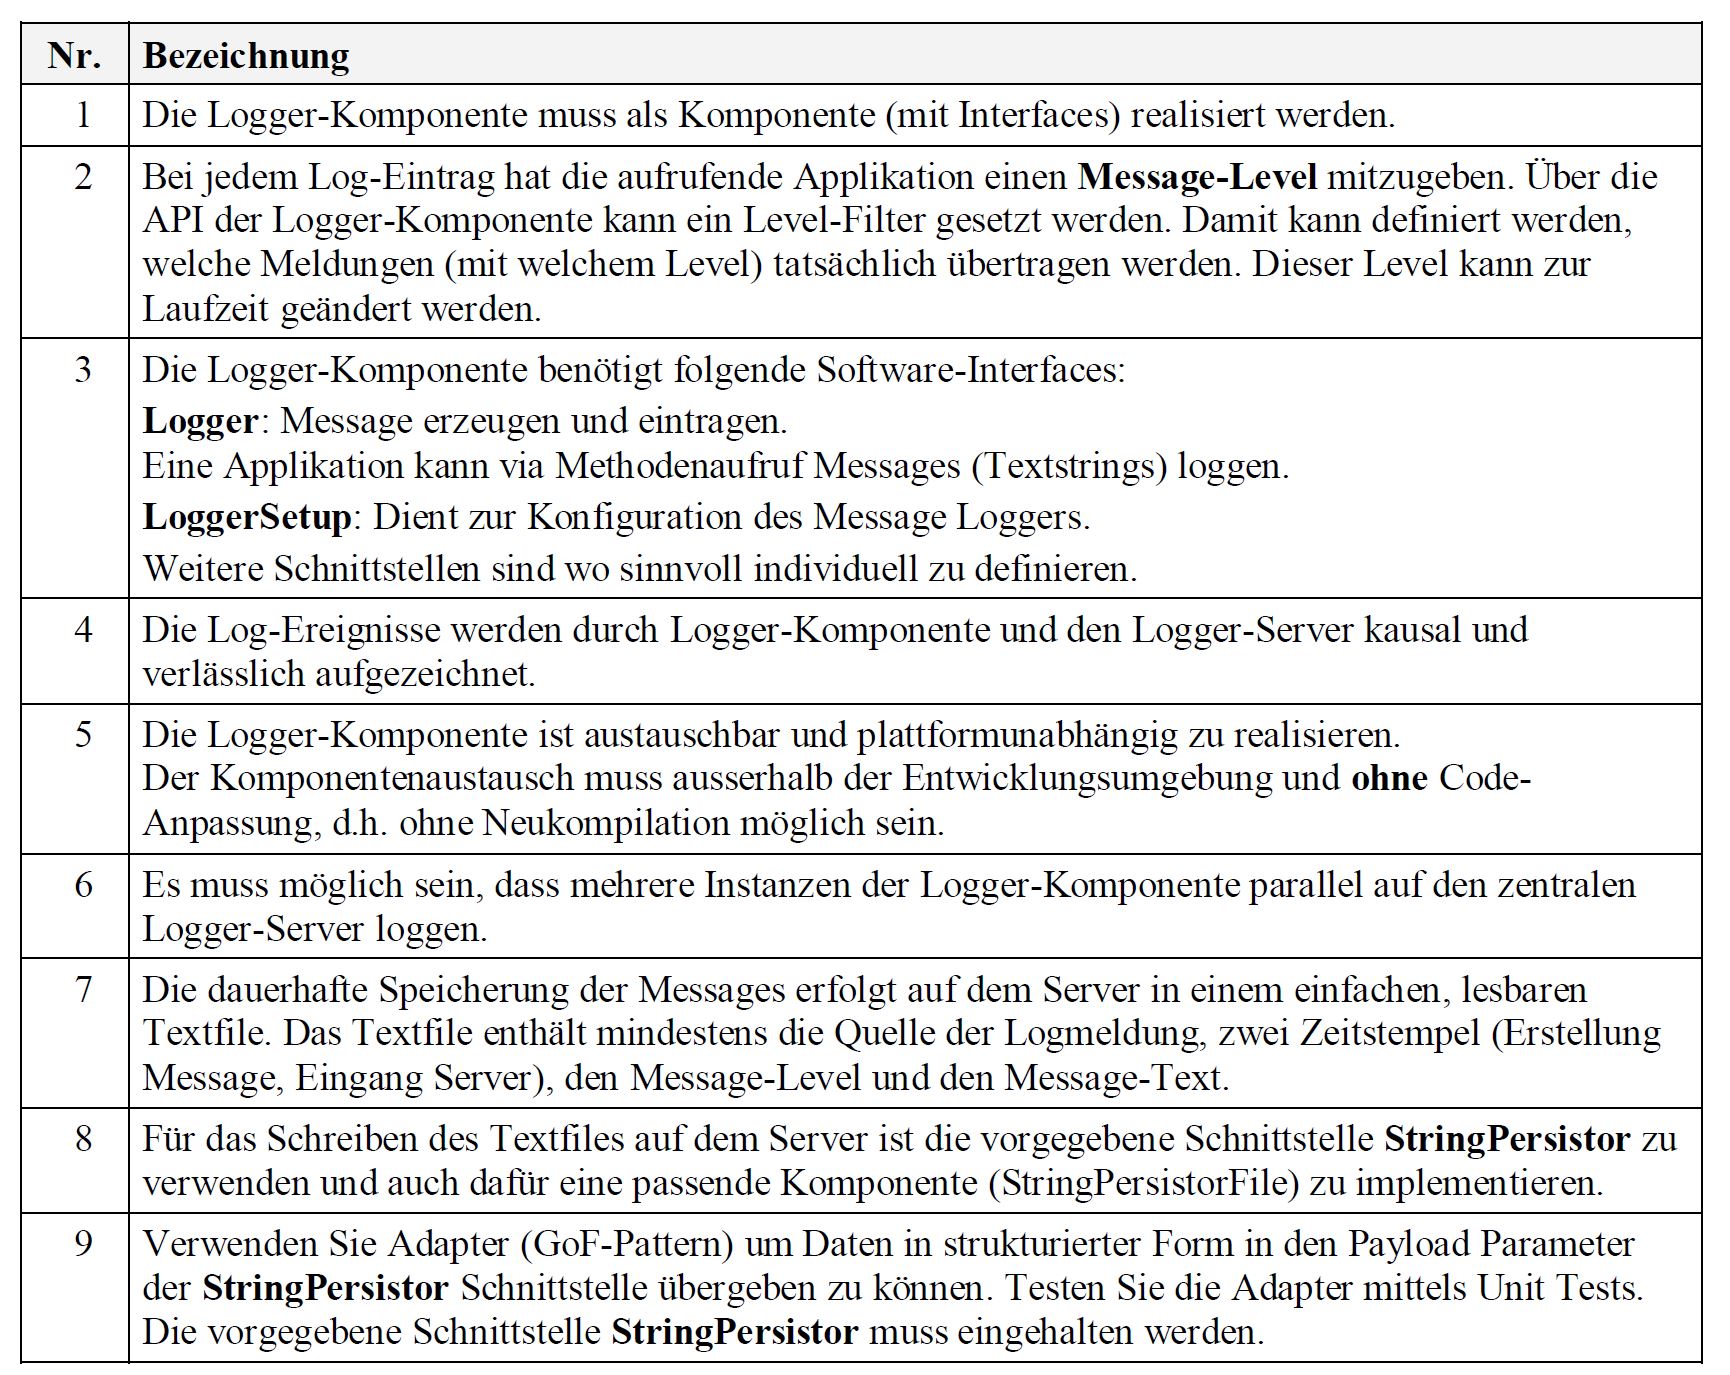 Nr. Bezeichnung
1 Die Logger-Komponente muss als Komponente (mit Interfaces) realisiert werden.
2 Bei jedem Log-Eintrag hat die aufrufende Applikation einen Message-Level mitzugeben. Über die
API der Logger-Komponente kann ein Level-Filter gesetzt werden. Damit kann definiert werden,
welche Meldungen (mit welchem Level) tatsächlich übertragen werden. Dieser Level kann zur
Laufzeit geändert werden.
3 Die Logger-Komponente benötigt folgende Software-Interfaces:
Logger: Message erzeugen und eintragen.
Eine Applikation kann via Methodenaufruf Messages (Textstrings) loggen.
LoggerSetup: Dient zur Konfiguration des Message Loggers.
Weitere Schnittstellen sind wo sinnvoll individuell zu definieren.
4 Die Log-Ereignisse werden durch Logger-Komponente und den Logger-Server kausal und
verlässlich aufgezeichnet.
5 Die Logger-Komponente ist austauschbar und plattformunabhängig zu realisieren.
Der Komponentenaustausch muss ausserhalb der Entwicklungsumgebung und ohne Code-
Anpassung, d.h. ohne Neukompilation möglich sein.
6 Es muss möglich sein, dass mehrere Instanzen der Logger-Komponente parallel auf den zentralen
Logger-Server loggen.
7 Die dauerhafte Speicherung der Messages erfolgt auf dem Server in einem einfachen, lesbaren
Textfile. Das Textfile enthält mindestens die Quelle der Logmeldung, zwei Zeitstempel (Erstellung
Message, Eingang Server), den Message-Level und den Message-Text.
8 Für das Schreiben des Textfiles auf dem Server ist die vorgegebene Schnittstelle StringPersistor zu
verwenden und auch dafür eine passende Komponente (StringPersistorFile) zu implementieren.
9 Verwenden Sie Adapter (GoF-Pattern) um Daten in strukturierter Form in den Payload Parameter
der StringPersistor Schnittstelle übergeben zu können. Testen Sie die Adapter mittels Unit Tests.
Die vorgegebene Schnittstelle StringPersistor muss eingehalten werden.